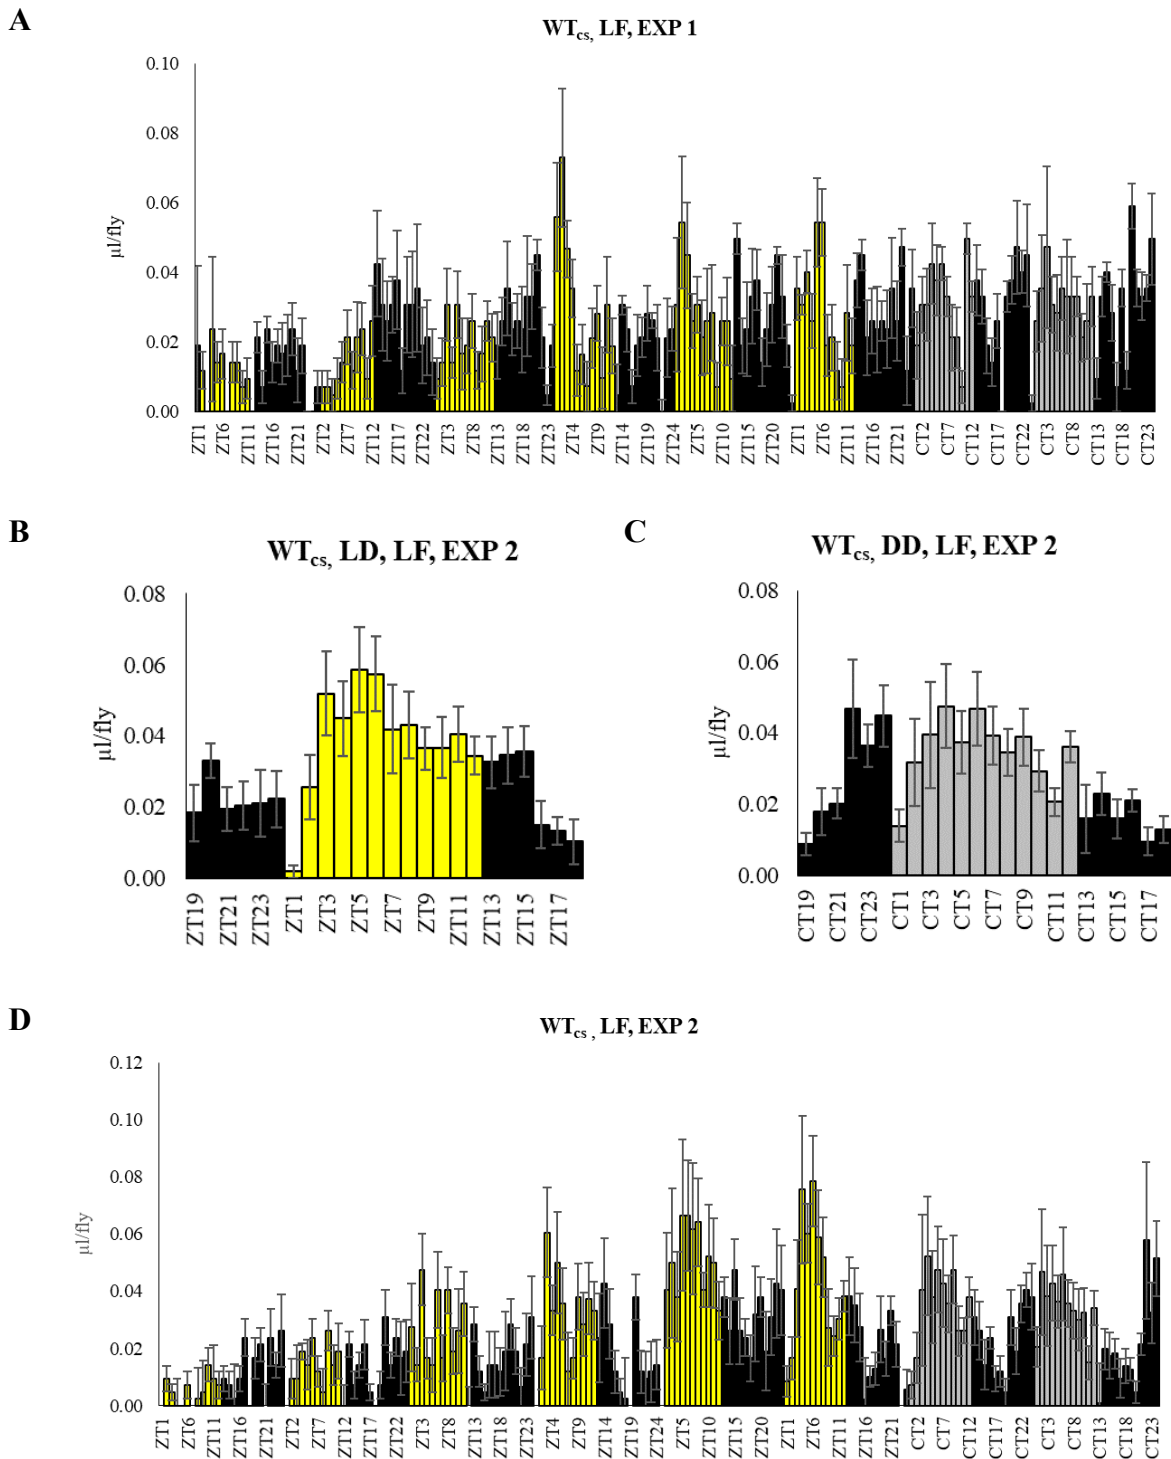 A
WTcs, LF, EXP 1
0.10
0.08
0.06
0.04
0.02
0.00
µl/fly
ZT1 ZT6 ZT11 ZT16 ZT21 ZT2 ZT7 ZT12 ZT17 ZT22 ZT3 ZT8 ZT13 ZT18 ZT23 ZT4 ZT9 ZT14 ZT19 ZT24 ZT5 ZT10 ZT15 ZT20 ZT1 ZT6 ZT11 ZT16 ZT21 CT2 CT7 CT12 CT17 CT22 CT3 CT8 CT13 CT18 CT23
B
WTcs, LD, LF, EXP 2
0.08
0.06
0.04
0.02
0.00
µl/fly
ZT19 ZT21 ZT23 ZT1 ZT3 ZT5 ZT7 ZT9 ZT11 ZT13 ZT15 ZT17
C
WTcs, DD, LF, EXP 2
0.08
0.06
0.04
0.02
0.00
µl/fly
CT19 CT21 CT23 CT1 CT3 CT5 CT7 CT9 CT11 CT13 CT15 CT17
D
WTcs , LF, EXP 2
0.12
0.10
0.08
0.06
0.04
0.02
0.00
µl/fly
ZT1 ZT6 ZT11 ZT16 ZT21 ZT2 ZT7 ZT12 ZT17 ZT22 ZT3 ZT8 ZT13 ZT18 ZT23 ZT4 ZT9 ZT14 ZT19 ZT24 ZT5 ZT10 ZT15 ZT20 ZT1 ZT6 ZT11 ZT16 ZT21 CT2 CT7 CT12 CT17 CT22 CT3 CT8 CT13 CT18 CT23